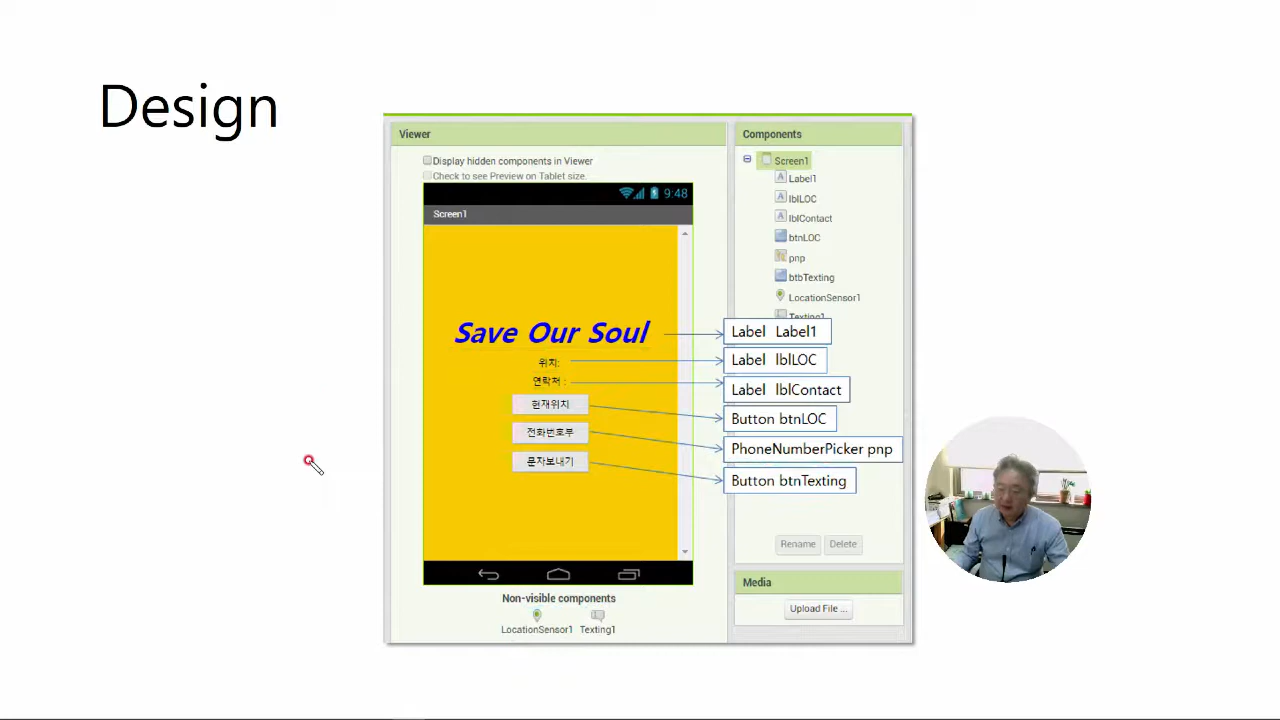 Design
Viewer
Display hidden components in Viewer
Check to see Preview on Tablet size.
9:48
Screen1
Save Our Soul
위치:
연락처 :
현재위치
전화번호부
문자보내기
Non-visible components
LocationSensor1 Texting1
Components
Screen1
Label1
lblLOC
lblContact
btnLOC
pnp
btbTexting
LocationSensor1
Texting1
Label Label1
Label lblLOC
Label lblContact
Button btnLOC
PhoneNumberPicker pnp
Button btnTexting
Rename Delete
Media
Upload File ...